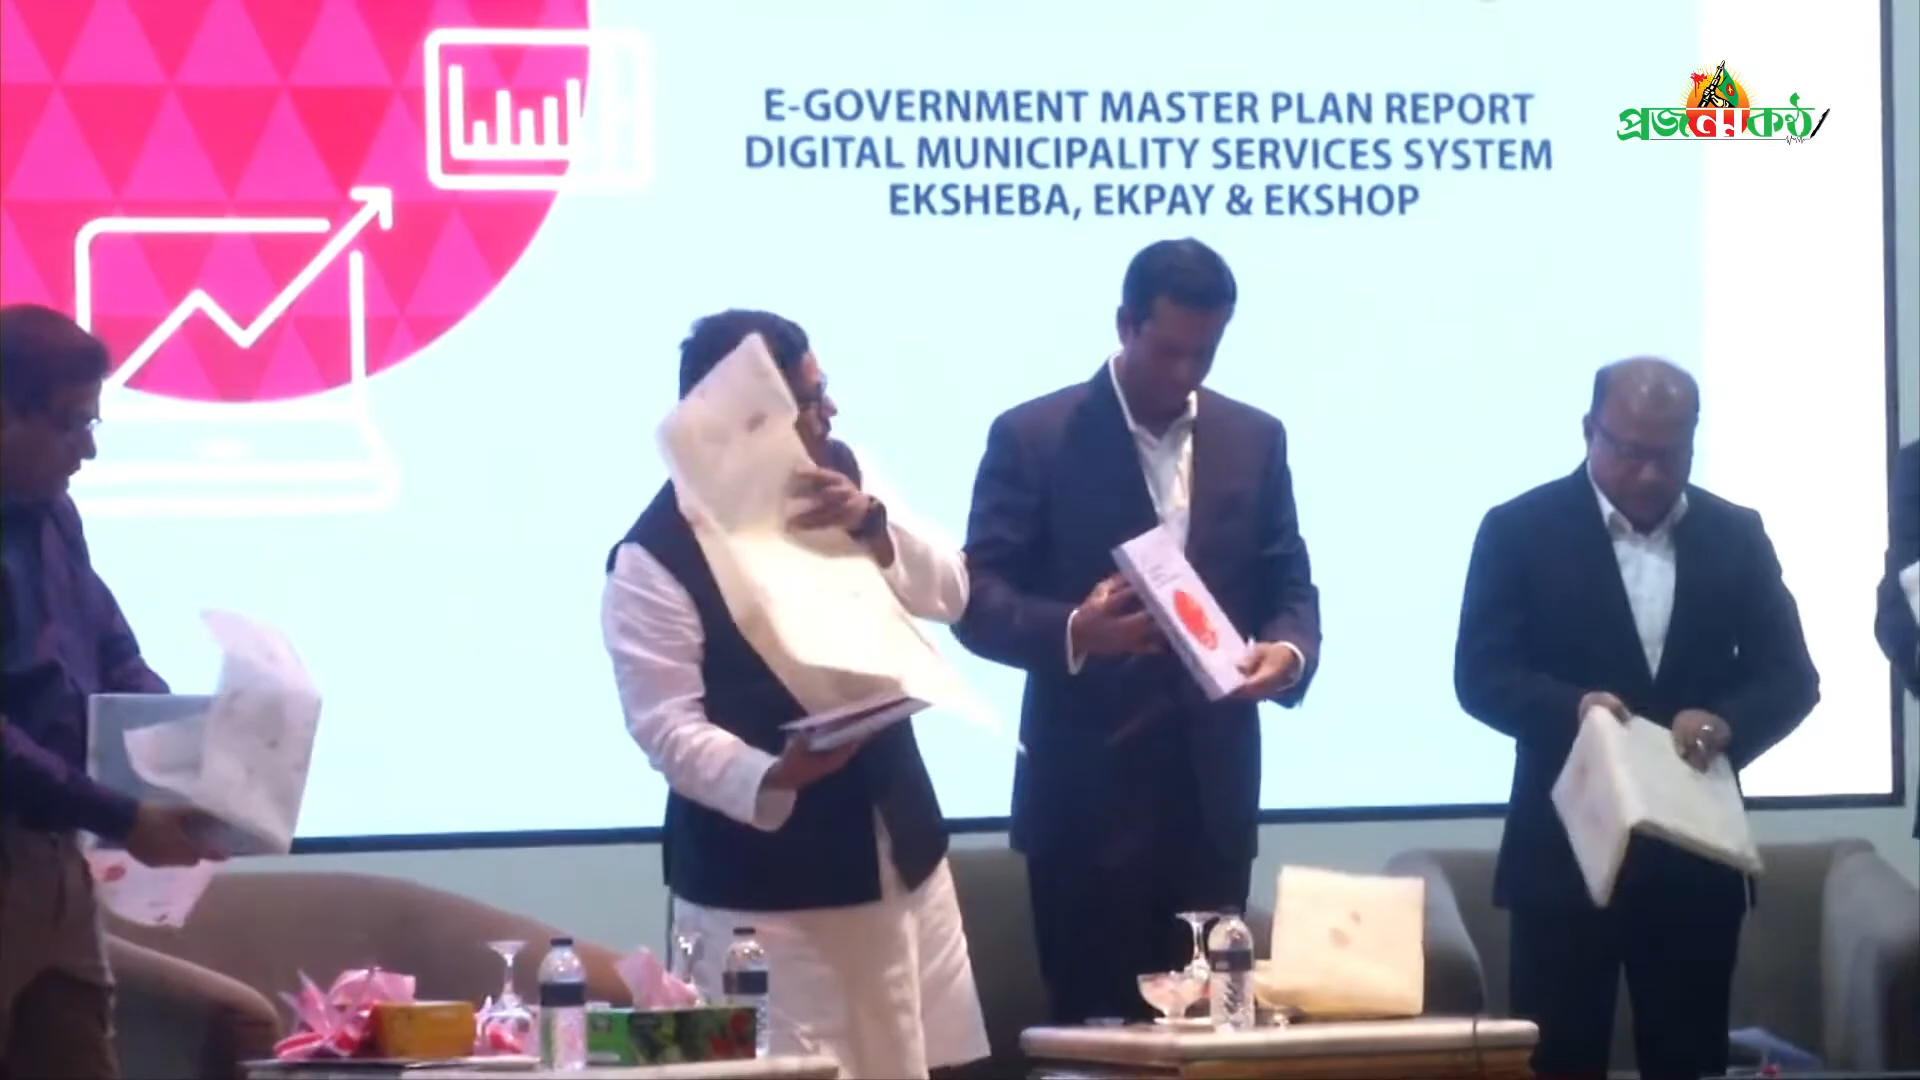 E-GOVERNMENT MASTER PLAN REPORT
DIGITAL MUNICIPALITY SERVICES SYSTEM
EKSHEBA, EKPAY & EKSHOP
প্রজন্মকণ্ঠ